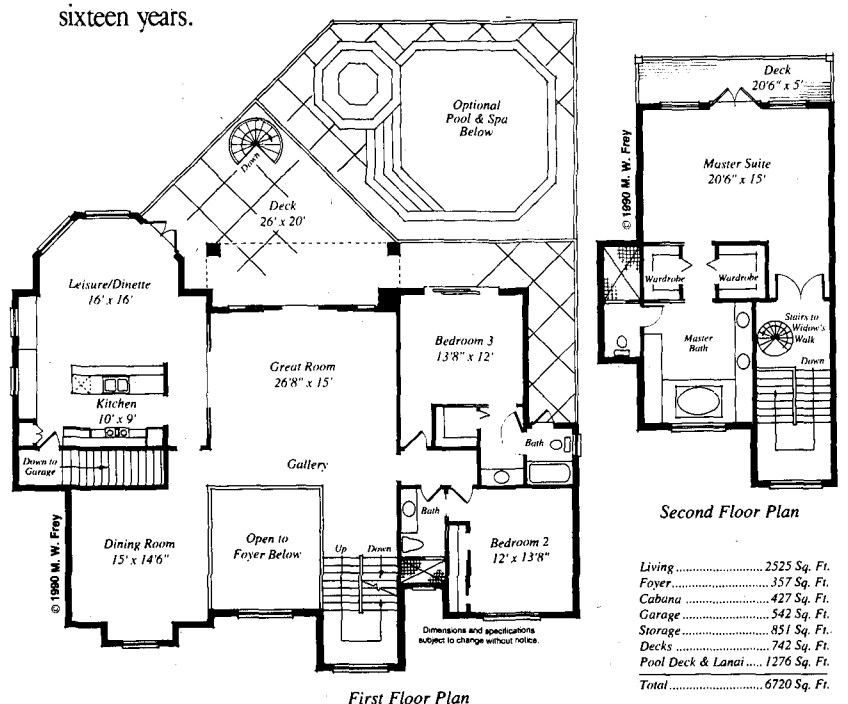 sixteen years.
Optional
Pool & Spa
Below
Down
Deck
26' x 20'
Leisure/Dinette
16' x 16'
Great Room
26'8" x 15'
Bedroom 3
13'8" x 12'
Kitchen
10' x 9'
Down to
Garage
Gallery
Bath
Bath
Dining Room
15' x 14'6"
Open to
Foyer Below
Up
Down
Bedroom 2
12' x 13'8"
© 1990 M. W. Frey
Dimensions and specifications
subject to change without notice.
First Floor Plan
Deck
20'6" x 5'
© 1990 M. W. Frey
Master Suite
20'6" x 15'
Wardrobe
Wardrobe
Stairs to
Widow's
Walk
Master
Bath
Down
Second Floor Plan
Living ........................ 2525 Sq. Ft.
Foyer ........................ 357 Sq. Ft.
Cabana ........................ 427 Sq. Ft.
Garage ........................ 542 Sq. Ft.
Storage ........................ 851 Sq. Ft.
Decks ........................ 742 Sq. Ft.
Pool Deck & Lanai ..... 1276 Sq. Ft.
Total ........................ 6720 Sq. Ft.